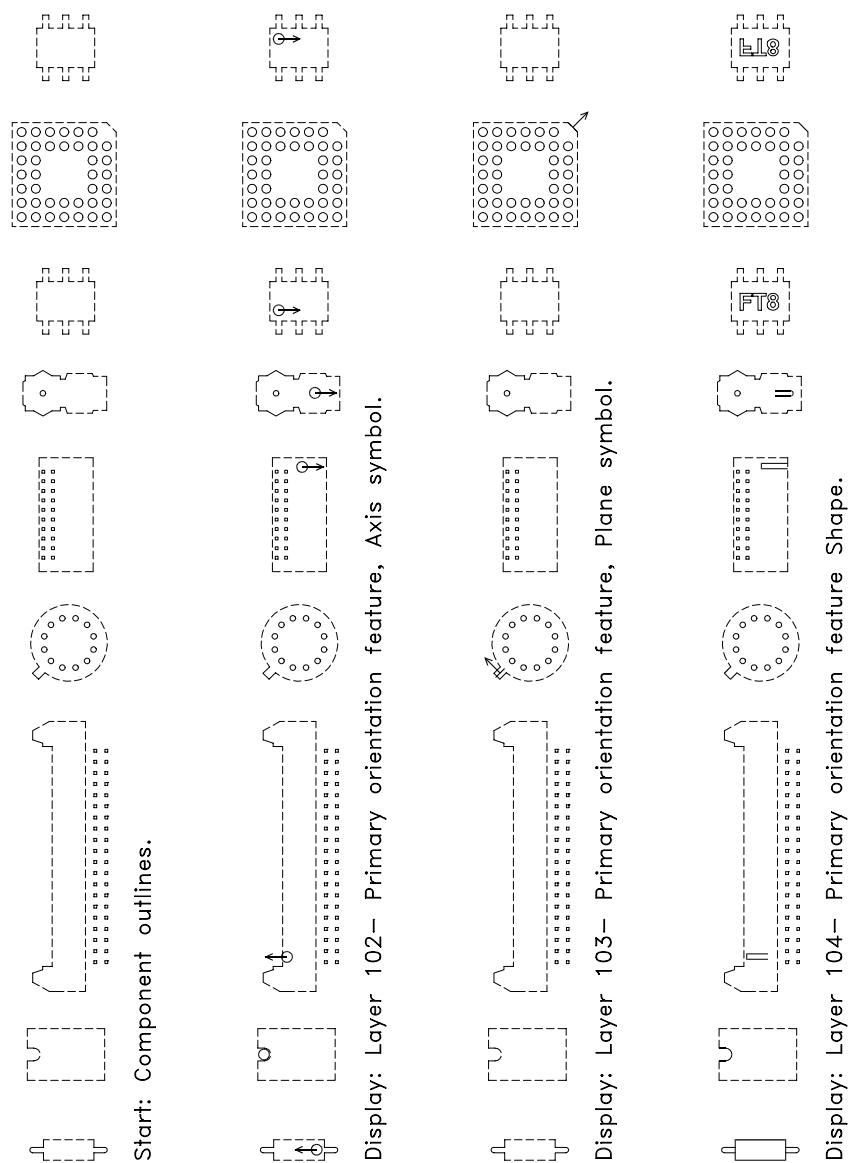 Start: Component outlines.
Display: Layer 102— Primary orientation feature, Axis symbol.
Display: Layer 103— Primary orientation feature, Plane symbol.
FT8
FT8
Display: Layer 104— Primary orientation feature Shape.